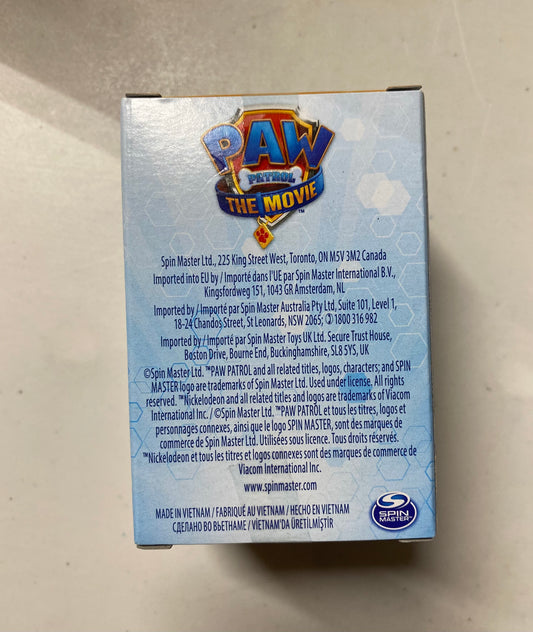 PAW
PATROL
THE MOVIE™
Spin Master Ltd., 225 King Street West, Toronto, ON M5V 3M2 Canada
Imported into EU by / Importé dans l'UE par Spin Master International B.V.,
Kingsfordweg 151, 1043 GR Amsterdam, NL
Imported by / Importé par Spin Master Australia Pty Ltd, Suite 101, Level 1,
18-24 Chandos Street, St Leonards, NSW 2065; ✆1800 316 982
Imported by / Importé par Spin Master Toys UK Ltd. Secure Trust House,
Boston Drive, Bourne End, Buckinghamshire, SL8 5YS, UK
©Spin Master Ltd. ™PAW PATROL and all related titles, logos, characters; and SPIN
MASTER logo are trademarks of Spin Master Ltd. Used under license. All rights
reserved. ™Nickelodeon and all related titles and logos are trademarks of Viacom
International Inc. / ©Spin Master Ltd. ™PAW PATROL et tous les titres, logos et
personnages connexes, ainsi que le logo SPIN MASTER, sont des marques de
commerce de Spin Master Ltd. Utilisées sous licence. Tous droits réservés.
™Nickelodeon et tous les titres et logos connexes sont des marques de commerce de
Viacom International Inc.
www.spinmaster.com
MADE IN VIETNAM / FABRIQUÉ AU VIETNAM / HECHO EN VIETNAM
СДЕЛАНО ВО ВЬЕТНАМЕ / VİETNAM'DA ÜRETİLMİŞTİR
SPIN
MASTER™